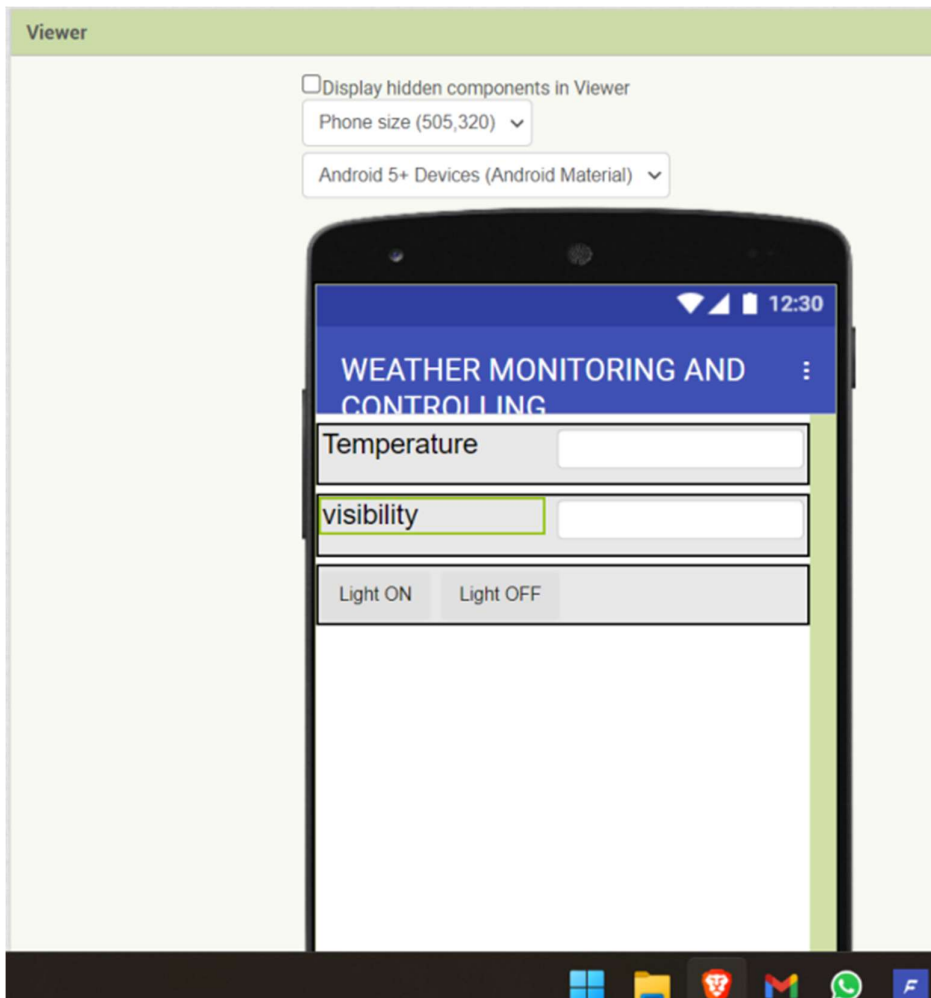 Viewer
Display hidden components in Viewer
Phone size (505,320)
Android 5+ Devices (Android Material)
12:30
WEATHER MONITORING AND
CONTROLLING
Temperature
visibility
Light ON Light OFF
F